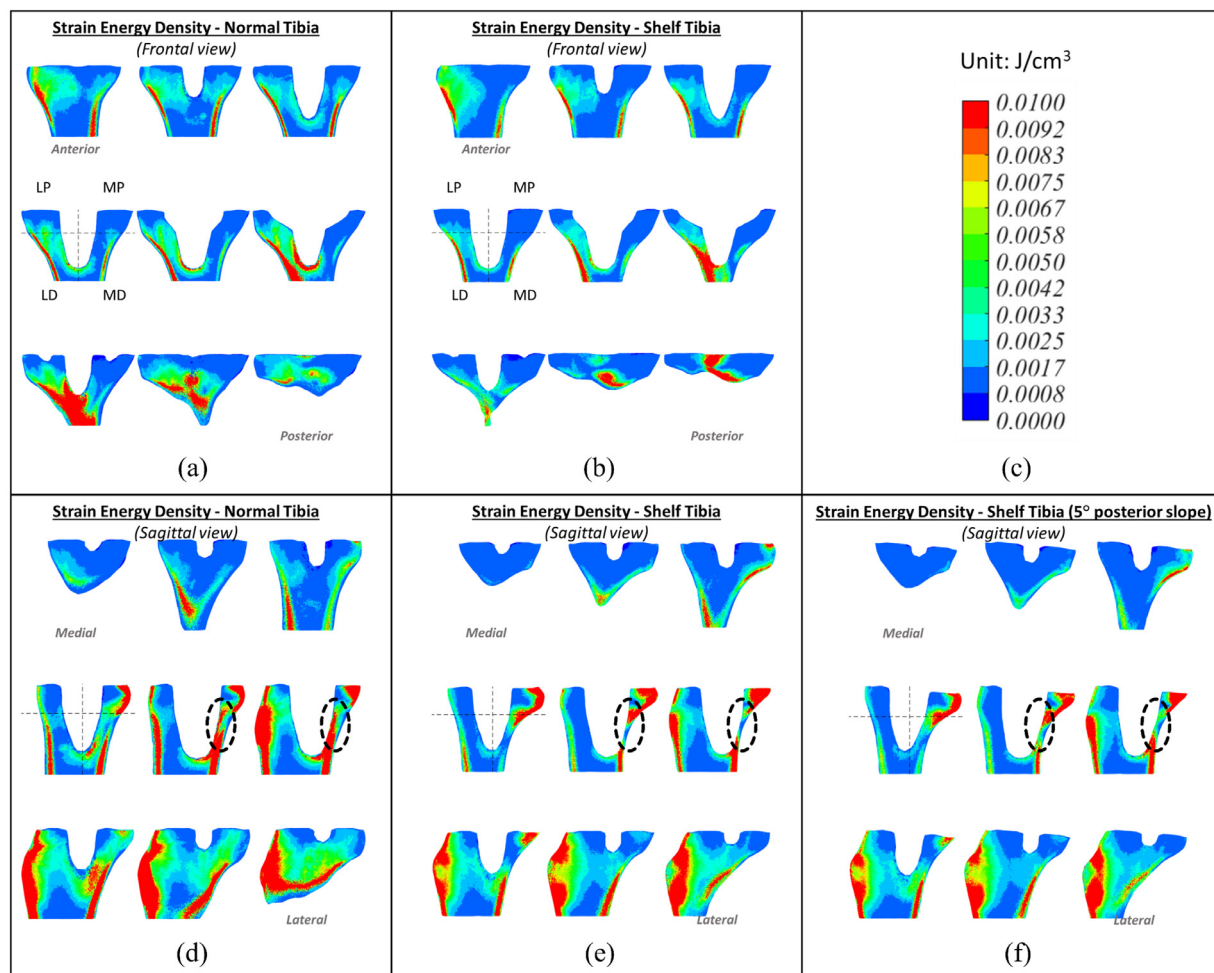 Strain Energy Density - Normal Tibia
(Frontal view)
Anterior
LP MP
LD MD
Posterior
(a)
Strain Energy Density - Shelf Tibia
(Frontal view)
Anterior
LP MP
LD MD
Posterior
(b)
Unit: J/cm³
0.0100
0.0092
0.0083
0.0075
0.0067
0.0058
0.0050
0.0042
0.0033
0.0025
0.0017
0.0008
0.0000
(c)
Strain Energy Density - Normal Tibia
(Sagittal view)
Medial
Lateral
(d)
Strain Energy Density - Shelf Tibia
(Sagittal view)
Medial
Lateral
(e)
Strain Energy Density - Shelf Tibia (5° posterior slope)
(Sagittal view)
Medial
Lateral
(f)